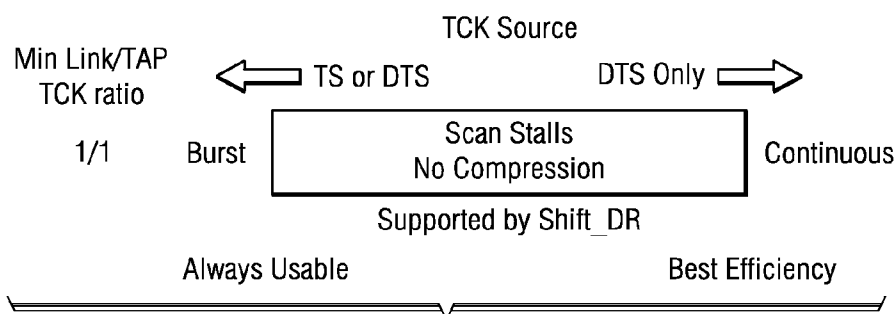 TCK Source
Min Link/TAP
TCK ratio
TS or DTS
DTS Only
1/1
Burst
Scan Stalls
No Compression
Continuous
Supported by Shift_DR
Always Usable
Best Efficiency